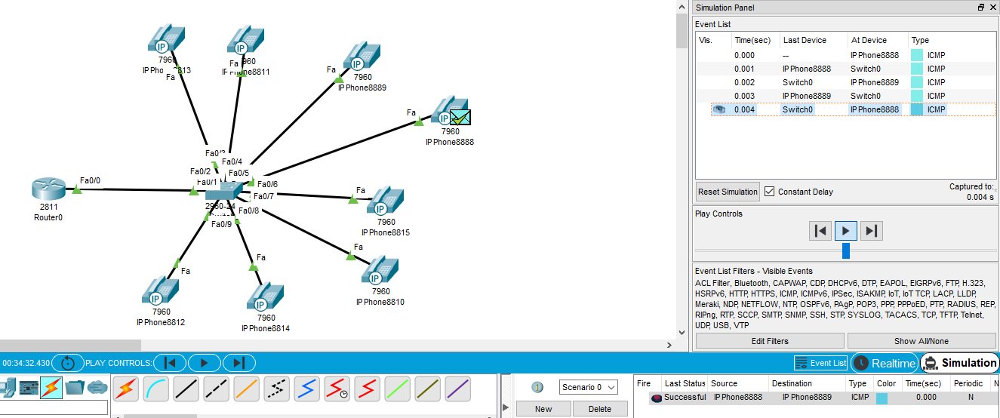 Simulation Panel
Event List
Vis. Time(sec) Last Device At Device Type
0.000 -- IP Phone8888 ICMP
0.001 IP Phone8888 Switch0 ICMP
0.002 Switch0 IP Phone8889 ICMP
0.003 IP Phone8889 Switch0 ICMP
0.004 Switch0 IP Phone8888 ICMP
Reset Simulation Constant Delay Captured to:
0.004 s
Play Controls
Event List Filters - Visible Events
ACL Filter, Bluetooth, CAPWAP, CDP, DHCPv6, DTP, EAPOL, EIGRPv6, FTP, H.323,
HSRPv6, HTTP, HTTPS, ICMP, ICMPv6, IPSec, ISAKMP, IoT, IoT TCP, LACP, LLDP,
Meraki, NDP, NETFLOW, NTP, OSPFv6, PAgP, POP3, PPP, PPPoED, PTP, RADIUS, REP,
RIPng, RTP, SCCP, SMTP, SNMP, SSH, STP, SYSLOG, TACACS, TCP, TFTP, Telnet,
UDP, USB, VTP
Edit Filters Show All/None
IP
7960
Fa
IP
Fa
IP Phone8811
IP
Fa
7960
IP Phone8889
IP
Fa
7960
IP Phone8888
Fa0/4
Fa0/2 Fa0/5
Fa0/1 Fa0/6
Fa0/7
Fa0/8
Fa0/9
Fa0/0
2811
Router0
IP
Fa
7960
IP Phone8815
IP
Fa
7960
IP Phone8810
IP
Fa
7960
IP Phone8812
IP
Fa
7960
IP Phone8814
00:34:32.430 PLAY CONTROLS: Event List Realtime Simulation
Scenario 0
New Delete
Fire Last Status Source Destination Type Color Time(sec) Periodic N
Successful IP Phone8888 IP Phone8889 ICMP 0.000 N